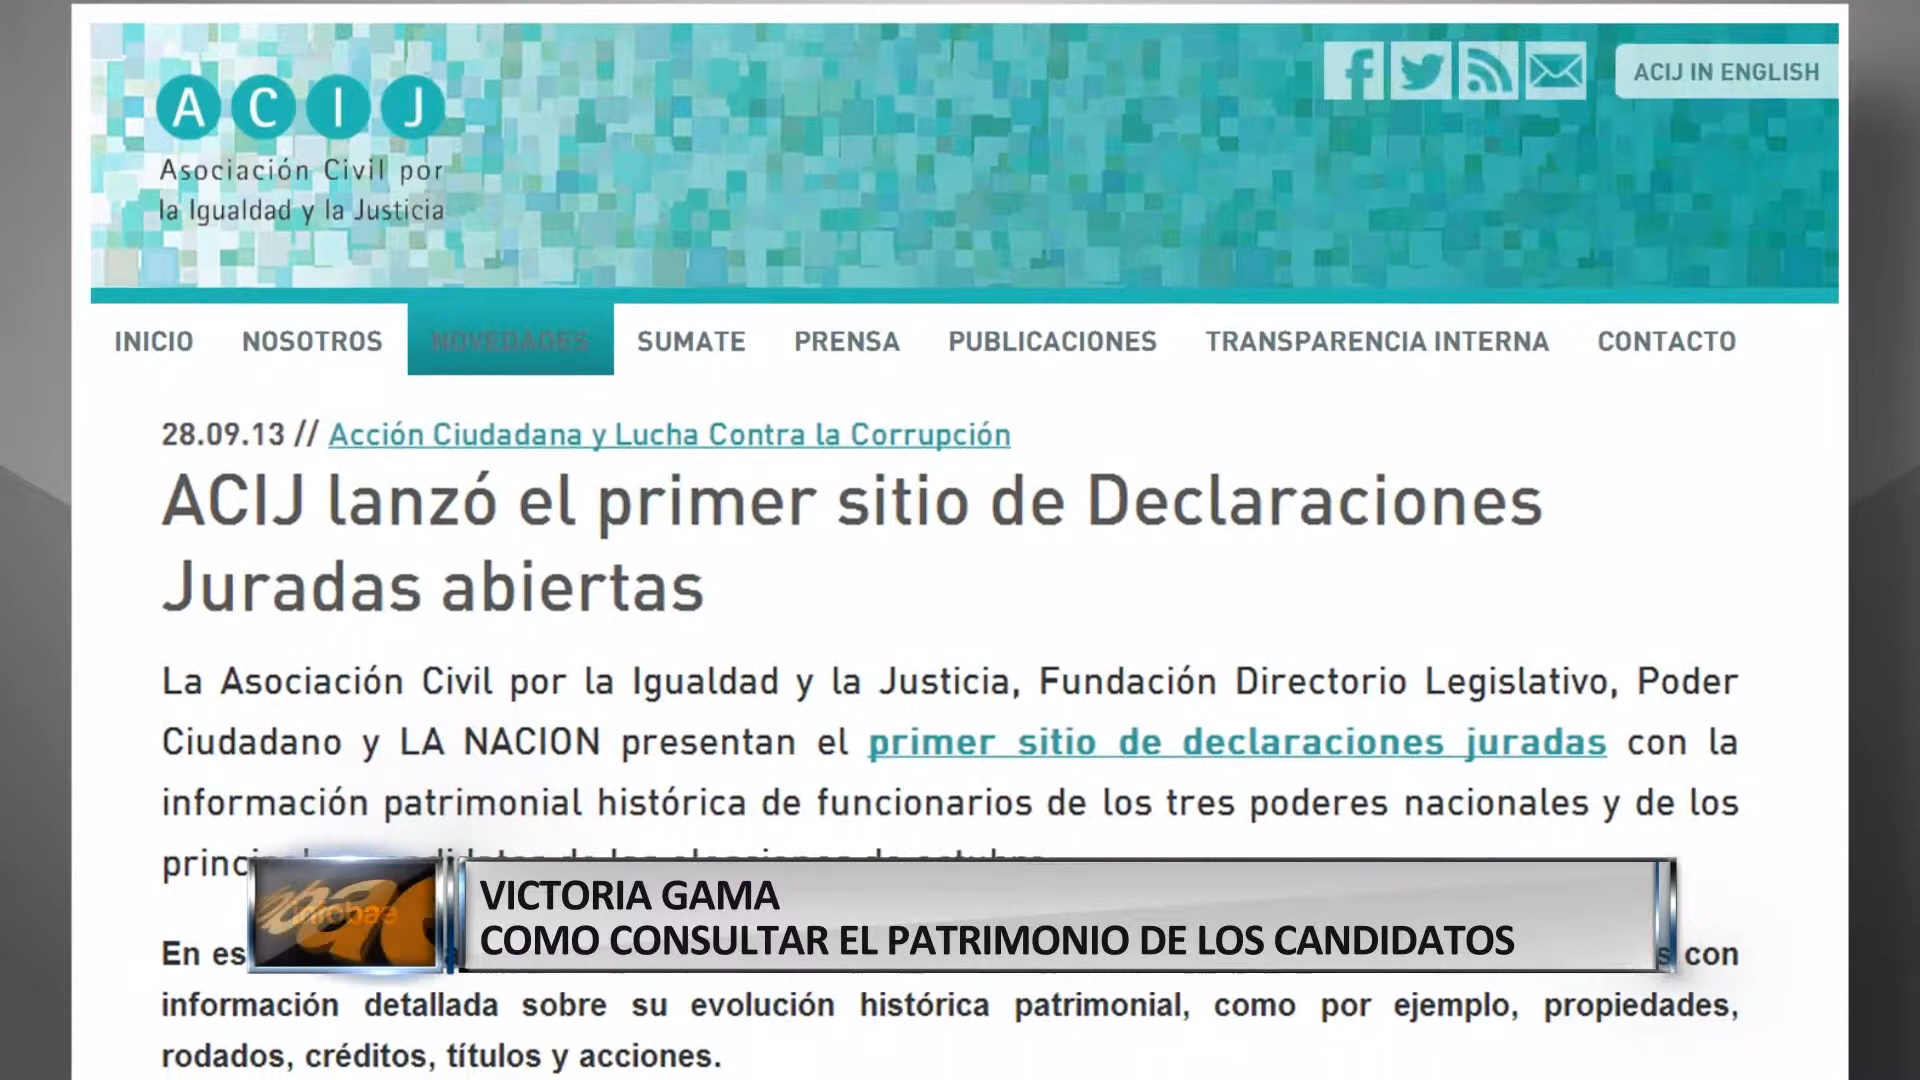 ACIJ
Asociación Civil por
la Igualdad y la Justicia
ACIJ IN ENGLISH
INICIO NOSOTROS NOVEDADES SUMATE PRENSA PUBLICACIONES TRANSPARENCIA INTERNA CONTACTO
28.09.13 // Acción Ciudadana y Lucha Contra la Corrupción
ACIJ lanzó el primer sitio de Declaraciones
Juradas abiertas
La Asociación Civil por la Igualdad y la Justicia, Fundación Directorio Legislativo, Poder
Ciudadano y LA NACION presentan el primer sitio de declaraciones juradas con la
información patrimonial histórica de funcionarios de los tres poderes nacionales y de los
infobae
VICTORIA GAMA
COMO CONSULTAR EL PATRIMONIO DE LOS CANDIDATOS
En con
información detallada sobre su evolución histórica patrimonial, como por ejemplo, propiedades,
rodados, créditos, títulos y acciones.